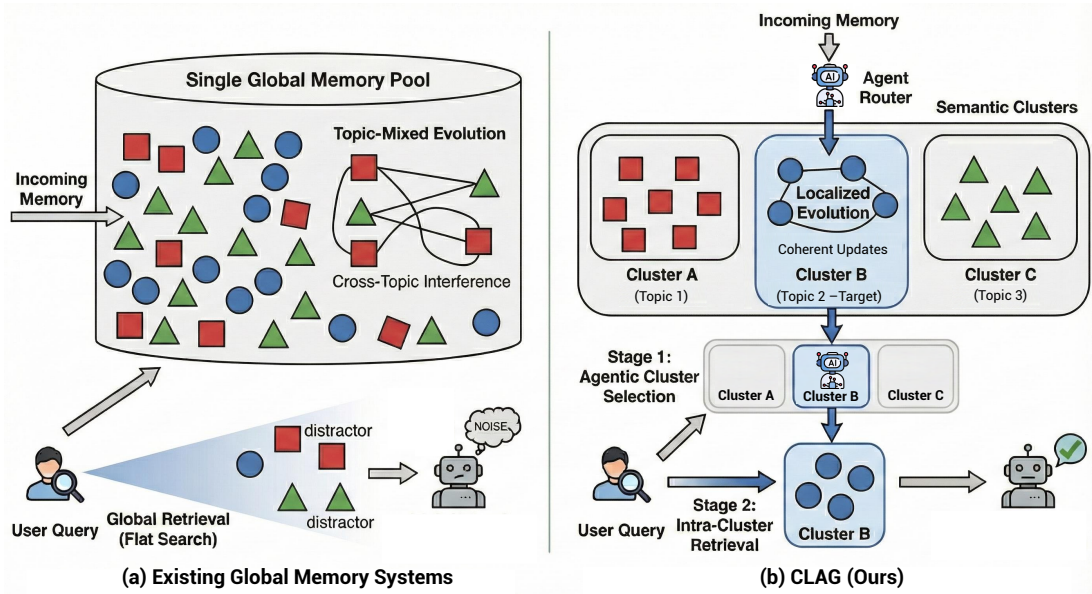 Single Global Memory Pool
Topic-Mixed Evolution
Incoming
Memory
Cross-Topic Interference
distractor
distractor
NOISE
User Query
Global Retrieval
(Flat Search)
(a) Existing Global Memory Systems
Incoming Memory
AI
Agent
Router
Semantic Clusters
Localized
Evolution
Coherent Updates
Cluster A
(Topic 1)
Cluster B
(Topic 2 –Target)
Cluster C
(Topic 3)
Stage 1:
Agentic Cluster
Selection
AI
Cluster A
Cluster B
Cluster C
User Query
Stage 2:
Intra-Cluster
Retrieval
Cluster B
(b) CLAG (Ours)